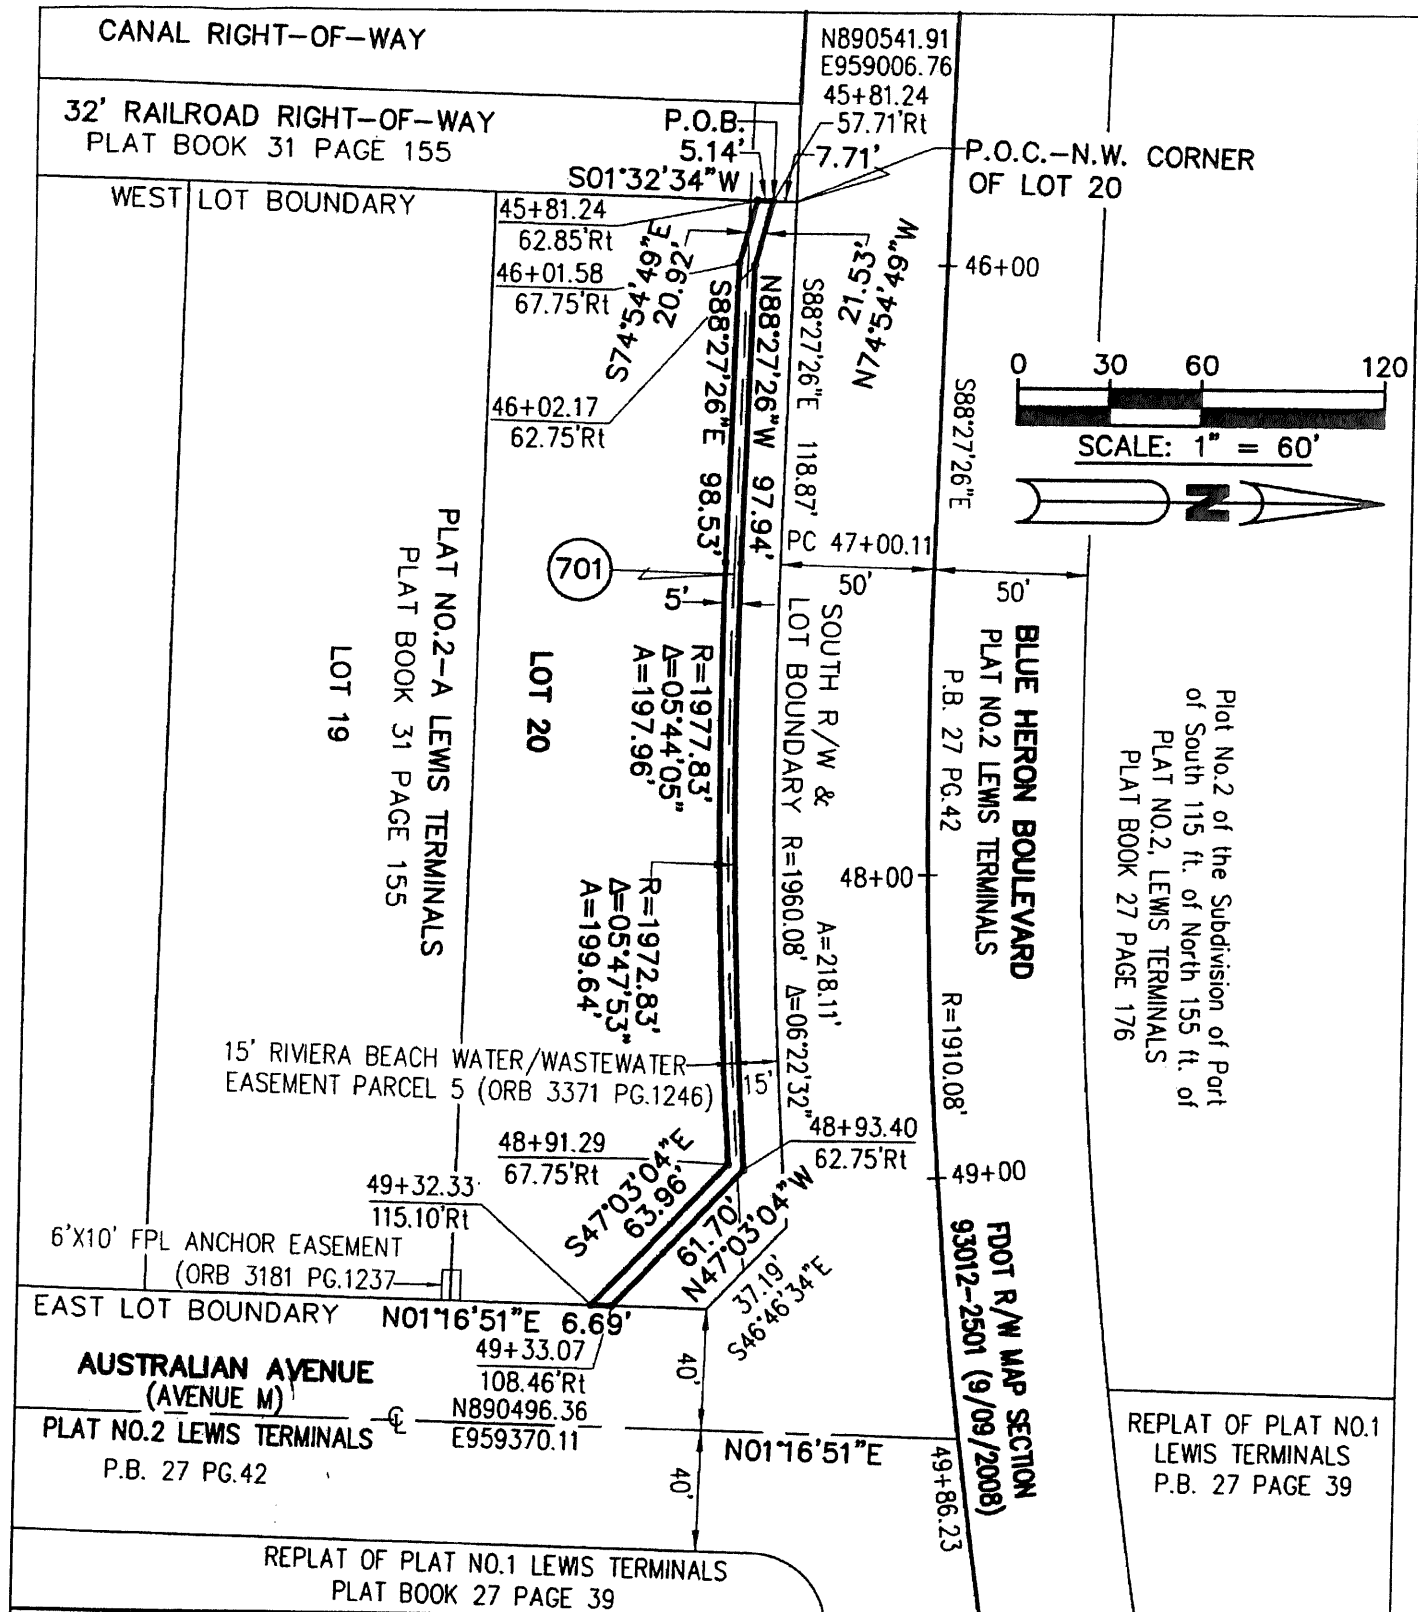 CANAL RIGHT-OF-WAY
32' RAILROAD RIGHT-OF-WAY
PLAT BOOK 31 PAGE 155
N890541.91
E959006.76
45+81.24
57.71'Rt
P.O.B.
5.14'
7.71'
S01°32'34"W
P.O.C.-N.W. CORNER
OF LOT 20
WEST LOT BOUNDARY
45+81.24
62.85'Rt
46+01.58
67.75'Rt
46+02.17
62.75'Rt
S74°54'49"E
20.92'
21.53'
N74°54'49"W
S88°27'26"E 98.53'
N88°27'26"W 97.94'
S88°27'26"E 118.87'
S88°27'26"E
46+00
0 30 60 120
SCALE: 1" = 60'
N
PC 47+00.11
50'
50'
701
5'
PLAT NO.2-A LEWIS TERMINALS
PLAT BOOK 31 PAGE 155
LOT 19
LOT 20
R=1977.83'
Δ=05°44'05"
A=197.96'
R=1972.83'
Δ=05°47'53"
A=199.64'
SOUTH R/W &
LOT BOUNDARY R=1960.08' Δ=06°22'32"
A=218.11'
BLUE HERON BOULEVARD
PLAT NO.2 LEWIS TERMINALS
P.B. 27 PG.42
48+00
R=1910.08'
Plat No.2 of the Subdivision of Part
of South 115 ft. of North 155 ft. of
PLAT NO.2, LEWIS TERMINALS
PLAT BOOK 27 PAGE 176
15' RIVIERA BEACH WATER/WASTEWATER
EASEMENT PARCEL 5 (ORB 3371 PG.1246)
15'
48+91.29
67.75'Rt
48+93.40
62.75'Rt
49+00
49+32.33
115.10'Rt
S47°03'04"E
63.96'
61.70'
N47°03'04"W
37.19'
S46°46'34"E
6'X10' FPL ANCHOR EASEMENT
(ORB 3181 PG.1237
EAST LOT BOUNDARY
N01°16'51"E 6.69'
49+33.07
108.46'Rt
FDOT R/W MAP SECTION
93012-2501 (9/09/2008)
AUSTRALIAN AVENUE
(AVENUE M)
PLAT NO.2 LEWIS TERMINALS
P.B. 27 PG.42
℄
N890496.36
E959370.11
40'
40'
N01°16'51"E
49+86.23
REPLAT OF PLAT NO.1
LEWIS TERMINALS
P.B. 27 PAGE 39
REPLAT OF PLAT NO.1 LEWIS TERMINALS
PLAT BOOK 27 PAGE 39